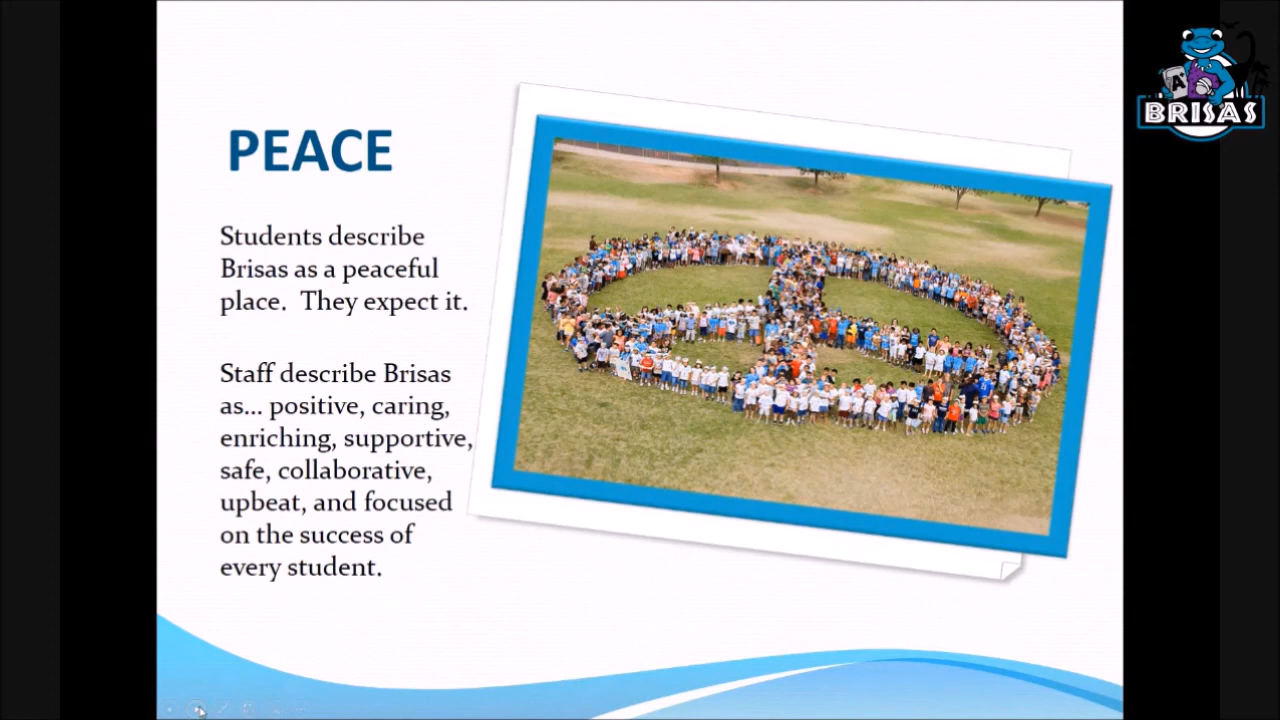 PEACE
Students describe
Brisas as a peaceful
place.  They expect it.
Staff describe Brisas
as... positive, caring,
enriching, supportive,
safe, collaborative,
upbeat, and focused
on the success of
every student.
A+
BRISAS